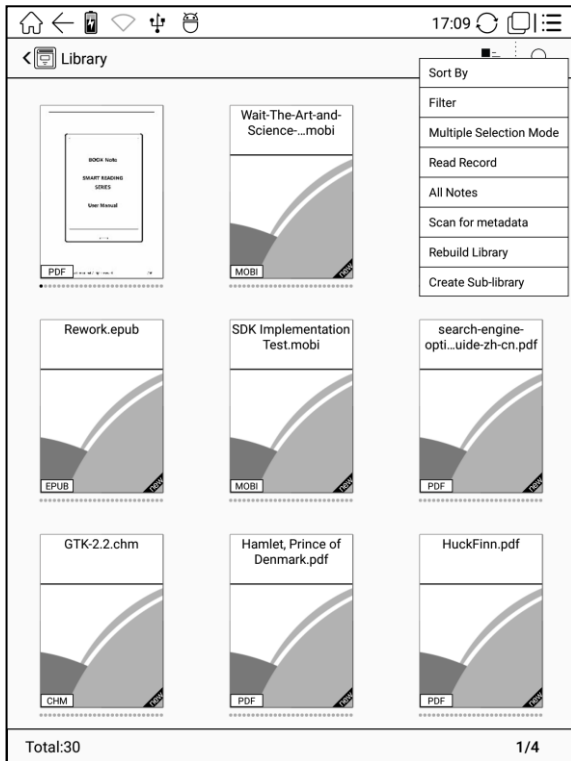 17:09
Library
Sort By
Filter
Multiple Selection Mode
Read Record
All Notes
Scan for metadata
Rebuild Library
Create Sub-library
BOOX Note
SMART READING
SERIES
User Manual
PDF
Wait-The-Art-and-
Science-...mobi
MOBI
new
Rework.epub
EPUB
new
SDK Implementation
Test.mobi
MOBI
new
search-engine-
opti...uide-zh-cn.pdf
PDF
new
GTK-2.2.chm
CHM
new
Hamlet, Prince of
Denmark.pdf
PDF
new
HuckFinn.pdf
PDF
new
Total:30
1/4